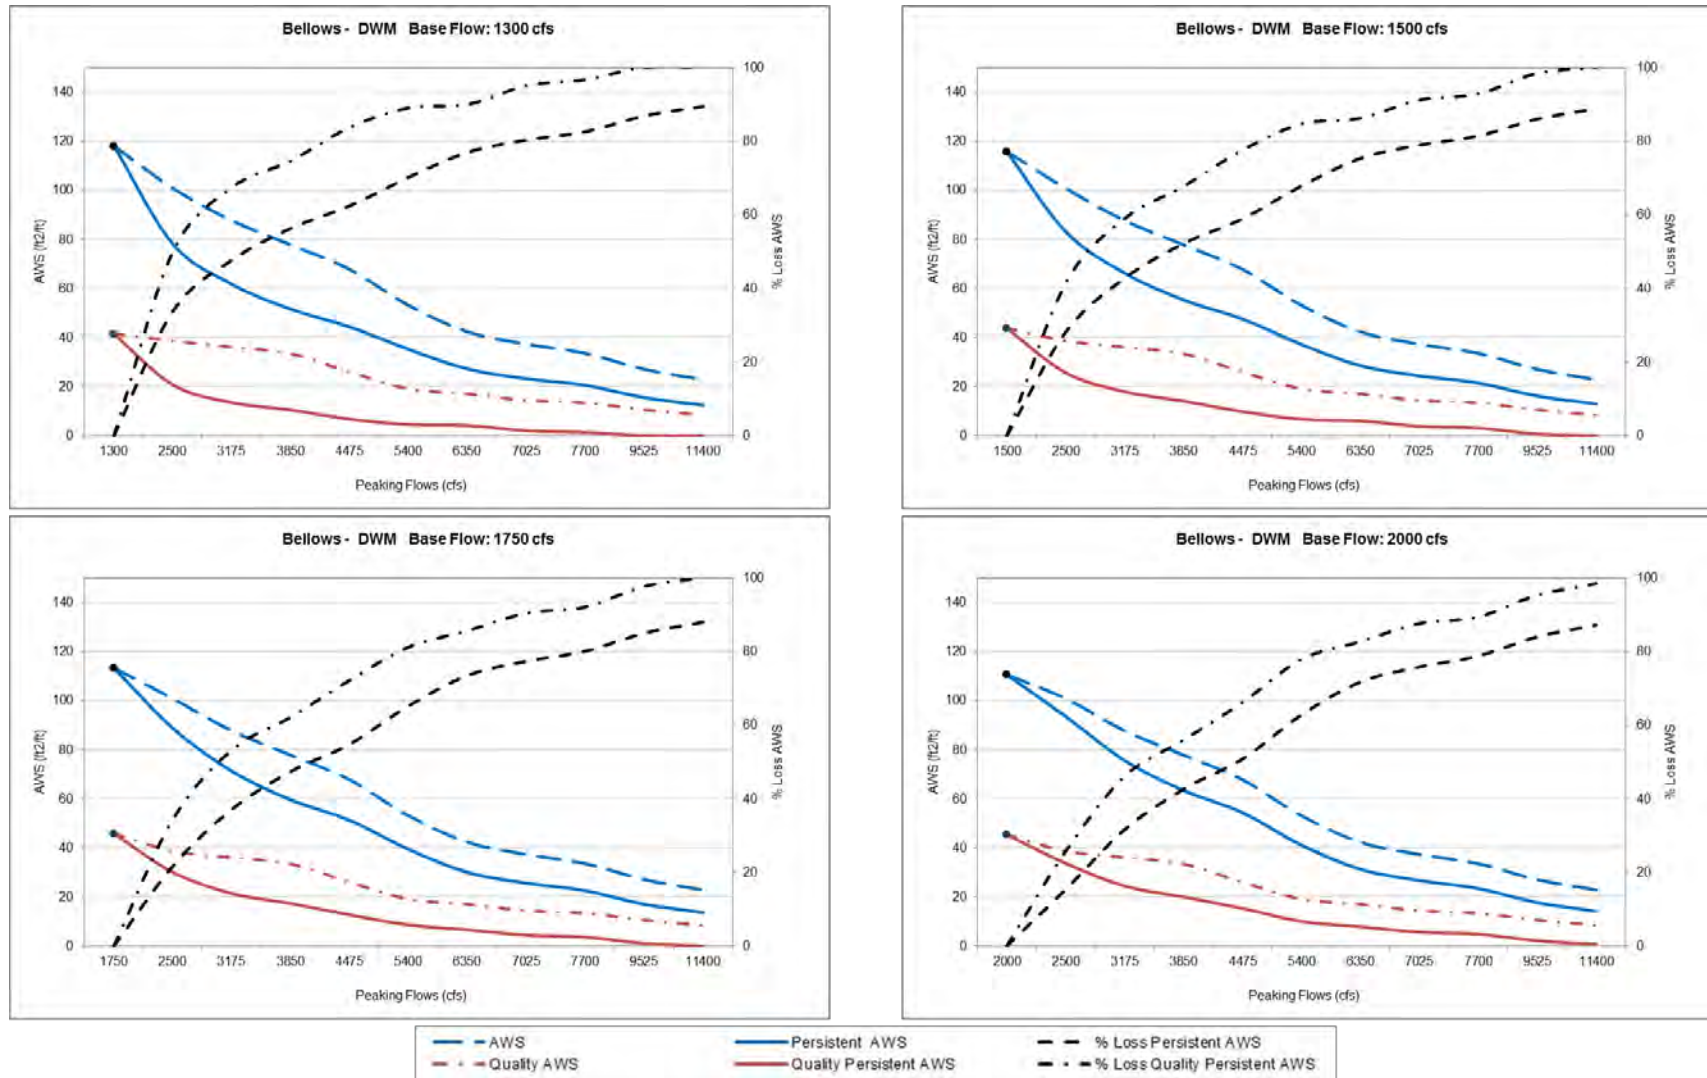 Bellows - DWM Base Flow: 1300 cfs
AWS (ft2/ft)
140
120
100
80
60
40
20
0
100
80
60
40
20
0
% Loss AWS
1300 2500 3175 3850 4475 5400 6350 7025 7700 9525 11400
Peaking Flows (cfs)
Bellows - DWM Base Flow: 1500 cfs
AWS (ft2/ft)
140
120
100
80
60
40
20
0
100
80
60
40
20
0
% Loss AWS
1500 2500 3175 3850 4475 5400 6350 7025 7700 9525 11400
Peaking Flows (cfs)
Bellows - DWM Base Flow: 1750 cfs
AWS (ft2/ft)
140
120
100
80
60
40
20
0
100
80
60
40
20
0
% Loss AWS
1750 2500 3175 3850 4475 5400 6350 7025 7700 9525 11400
Peaking Flows (cfs)
Bellows - DWM Base Flow: 2000 cfs
AWS (ft2/ft)
140
120
100
80
60
40
20
0
100
80
60
40
20
0
% Loss AWS
2000 2500 3175 3850 4475 5400 6350 7025 7700 9525 11400
Peaking Flows (cfs)
AWS Persistent AWS % Loss Persistent AWS
Quality AWS Quality Persistent AWS % Loss Quality Persistent AWS